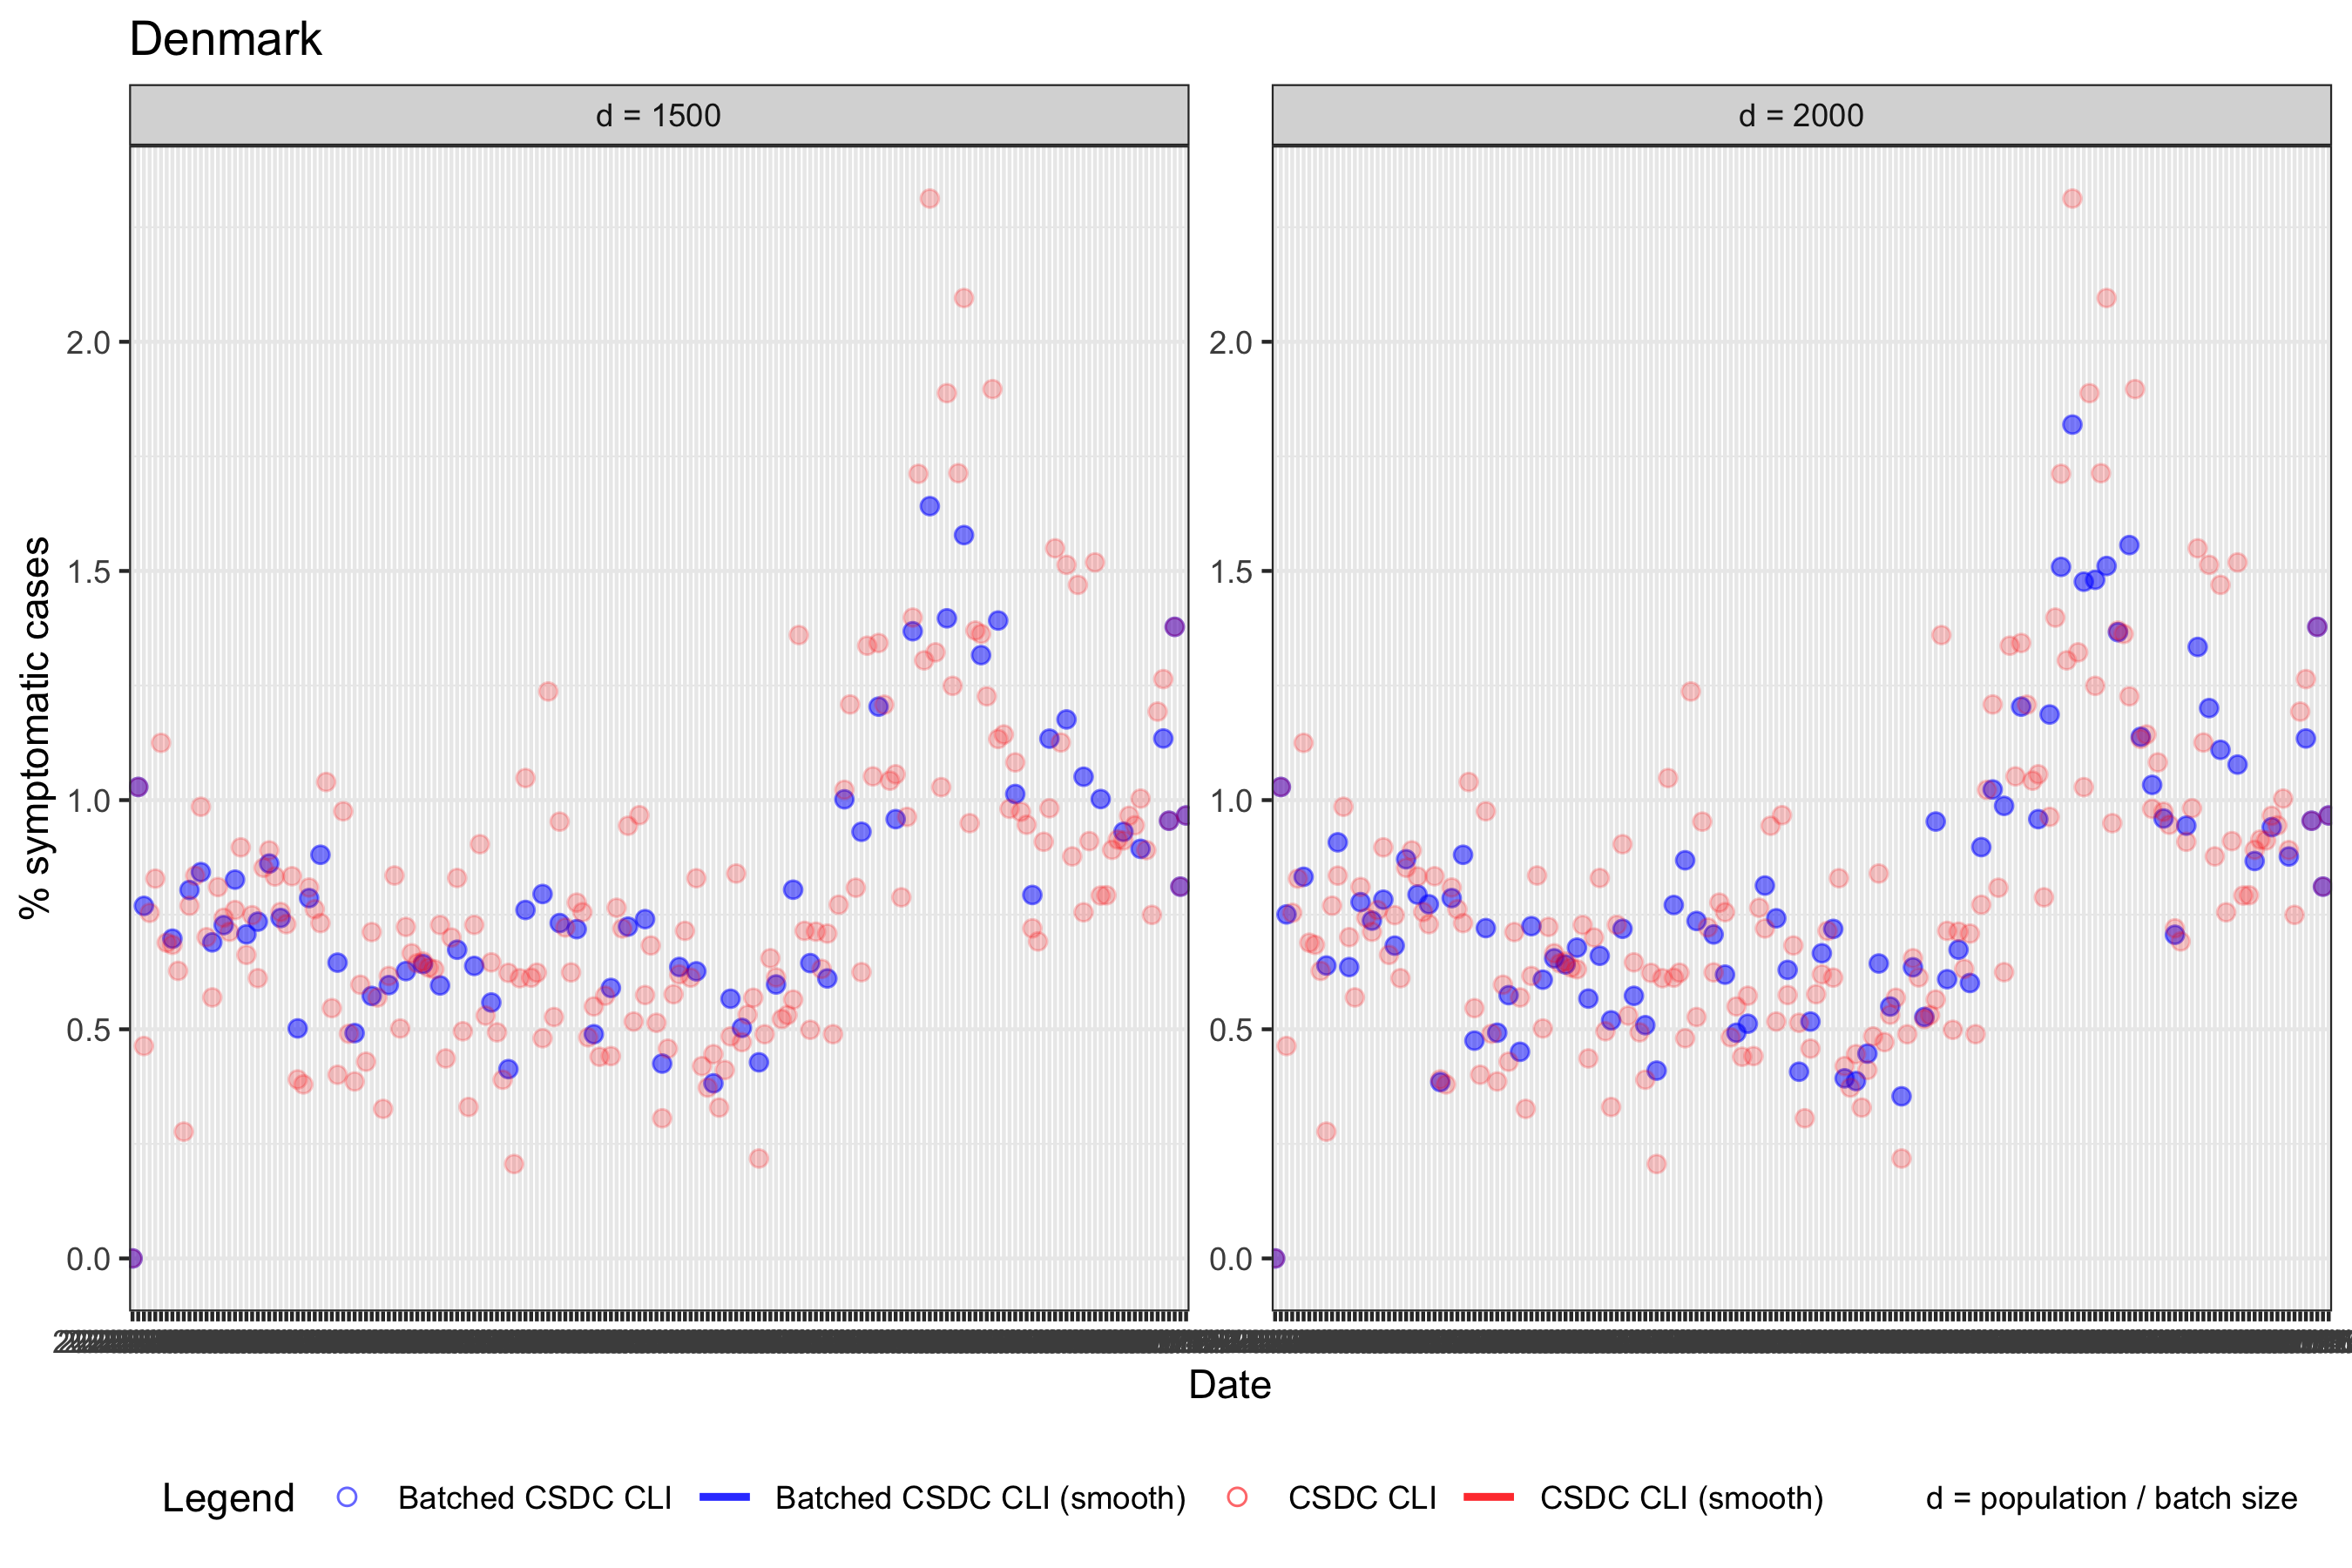 Denmark
d = 1500
d = 2000
% symptomatic cases
2.0
1.5
1.0
0.5
0.0
2.0
1.5
1.0
0.5
0.0
Date
Legend Batched CSDC CLI Batched CSDC CLI (smooth) CSDC CLI CSDC CLI (smooth) d = population / batch size